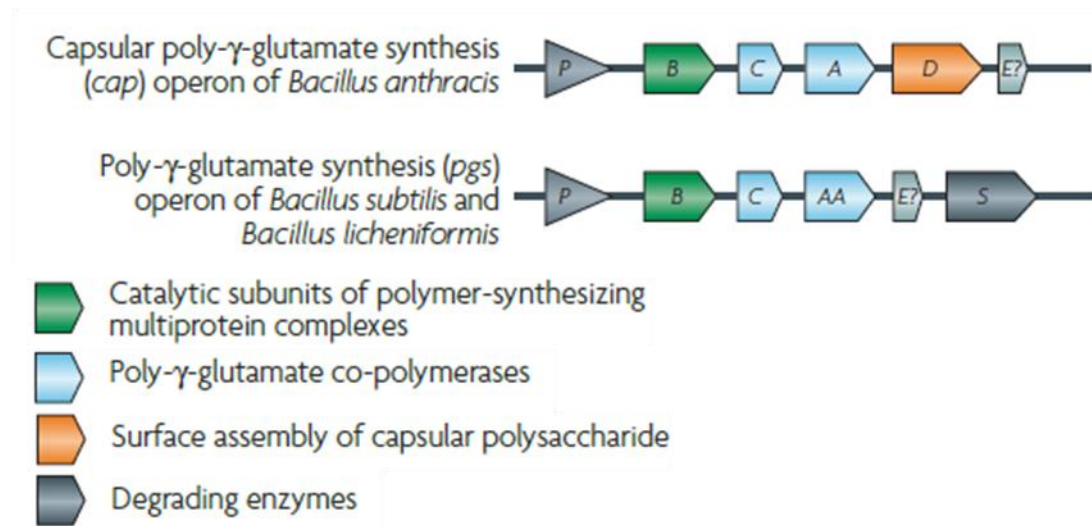 Capsular poly-γ-glutamate synthesis
(cap) operon of Bacillus anthracis
P B C A D E?
Poly-γ-glutamate synthesis (pgs)
operon of Bacillus subtilis and
Bacillus licheniformis
P B C AA E? S
Catalytic subunits of polymer-synthesizing
multiprotein complexes
Poly-γ-glutamate co-polymerases
Surface assembly of capsular polysaccharide
Degrading enzymes